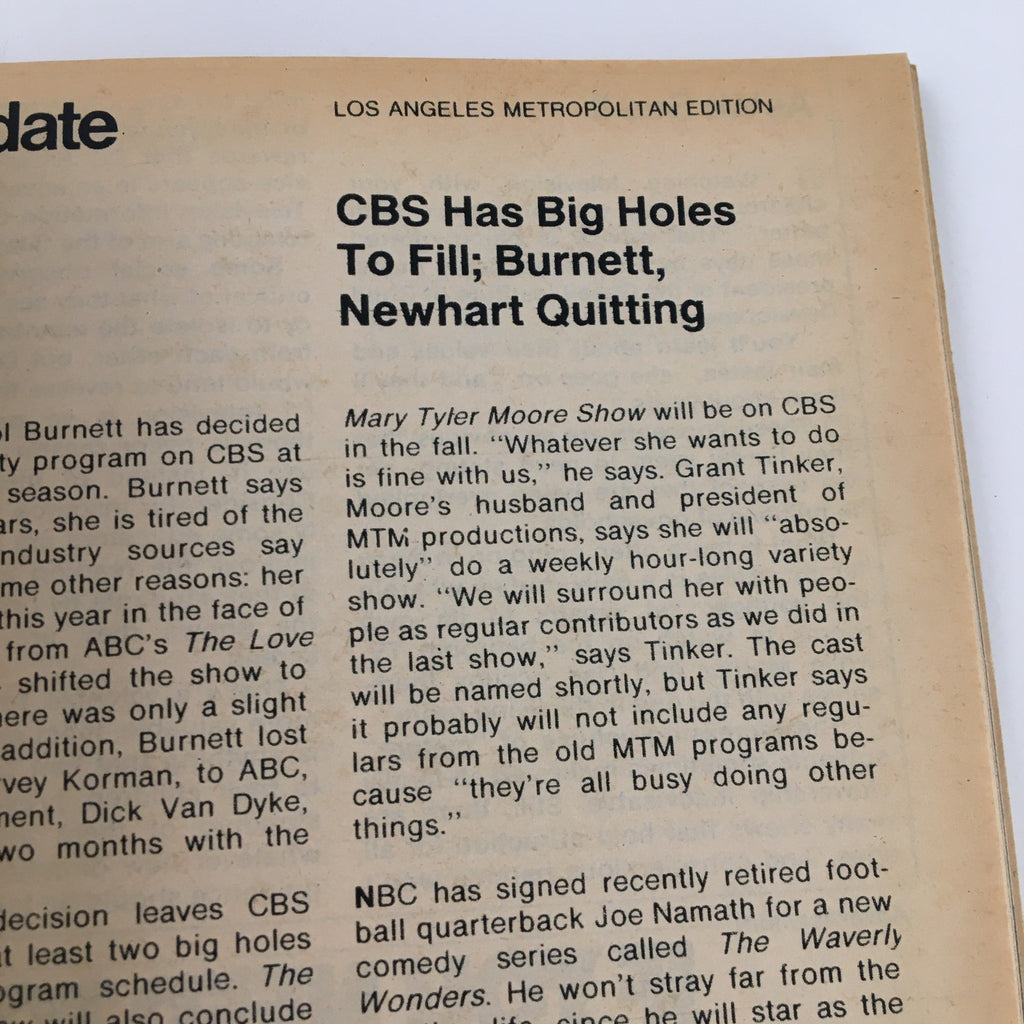 date
LOS ANGELES METROPOLITAN EDITION
CBS Has Big Holes
To Fill; Burnett,
Newhart Quitting
Burnett has decided
program on CBS at
season. Burnett says
she is tired of the
industry sources say
other reasons: her
this year in the face of
from ABC's The Love
shifted the show to
there was only a slight
addition, Burnett lost
Korman, to ABC,
Dick Van Dyke,
two months with the
decision leaves CBS
at least two big holes
schedule. The
will also conclude
Mary Tyler Moore Show will be on CBS
in the fall. "Whatever she wants to do
is fine with us," he says. Grant Tinker,
Moore's husband and president of
MTM productions, says she will "abso-
lutely" do a weekly hour-long variety
show. "We will surround her with peo-
ple as regular contributors as we did in
the last show," says Tinker. The cast
will be named shortly, but Tinker says
it probably will not include any regu-
lars from the old MTM programs be-
cause "they're all busy doing other
things."
NBC has signed recently retired foot-
ball quarterback Joe Namath for a new
comedy series called The Waverly
Wonders. He won't stray far from the
life, since he will star as the